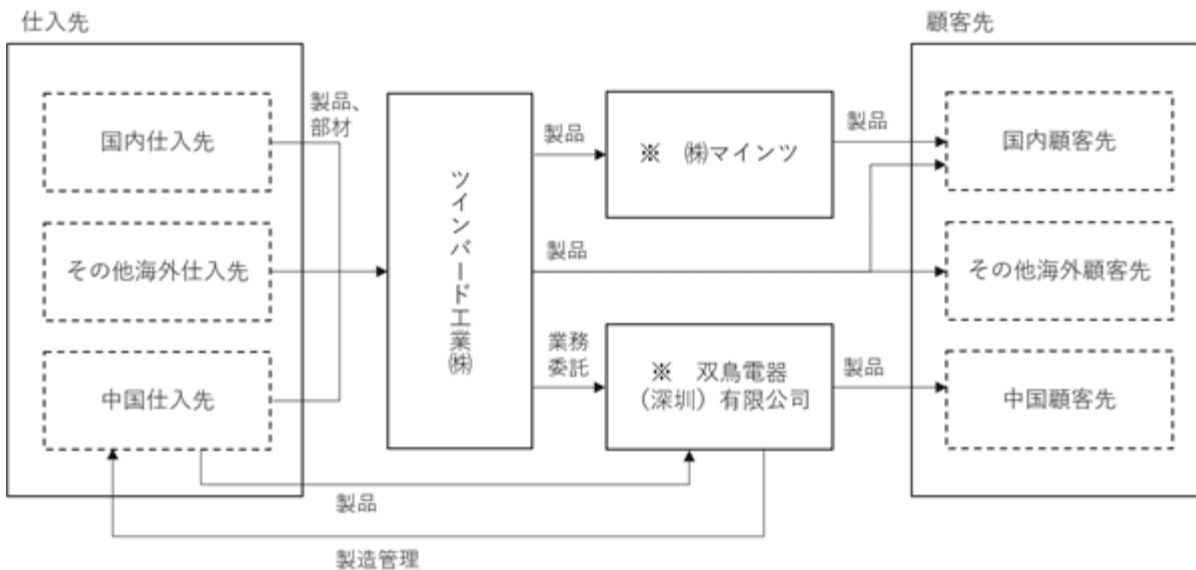 仕入先
顧客先
国内仕入先
製品、
部材
その他海外仕入先
中国仕入先
ツインバード工業㈱
製品
※　㈱マインツ
製品
国内顧客先
製品
その他海外顧客先
業務
委託
※　双鳥電器
（深圳）有限公司
製品
中国顧客先
製品
製造管理